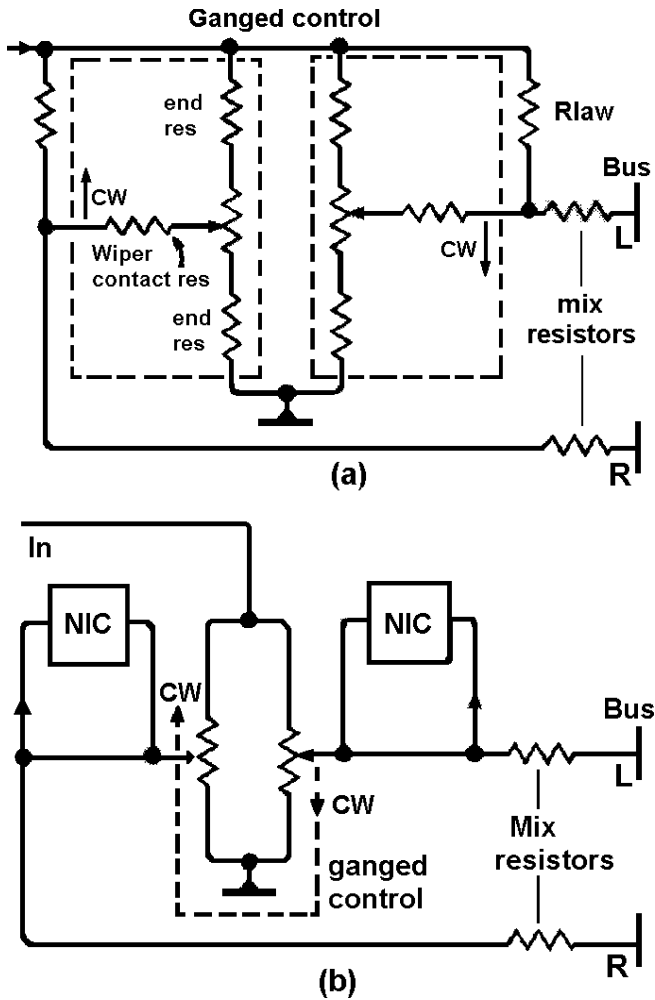 Ganged control
end
res
Rlaw
Bus
CW
L
Wiper
contact res
CW
mix
resistors
end
res
R
(a)
In
NIC
NIC
CW
Bus
L
CW
Mix
resistors
ganged
control
R
(b)